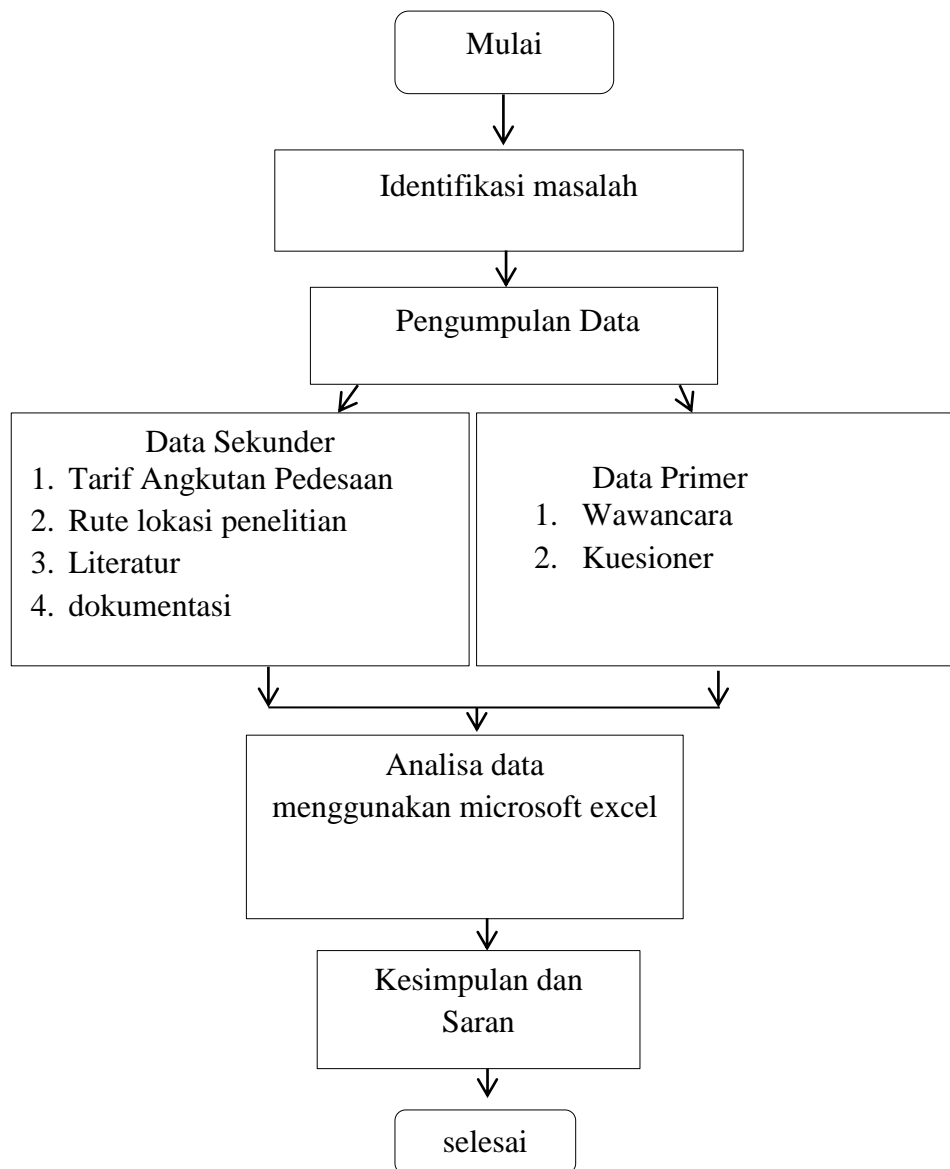 Mulai
Identifikasi masalah
Pengumpulan Data
Data Sekunder
1. Tarif Angkutan Pedesaan
2. Rute lokasi penelitian
3. Literatur
4. dokumentasi
Data Primer
1. Wawancara
2. Kuesioner
Analisa data
menggunakan microsoft excel
Kesimpulan dan
Saran
selesai